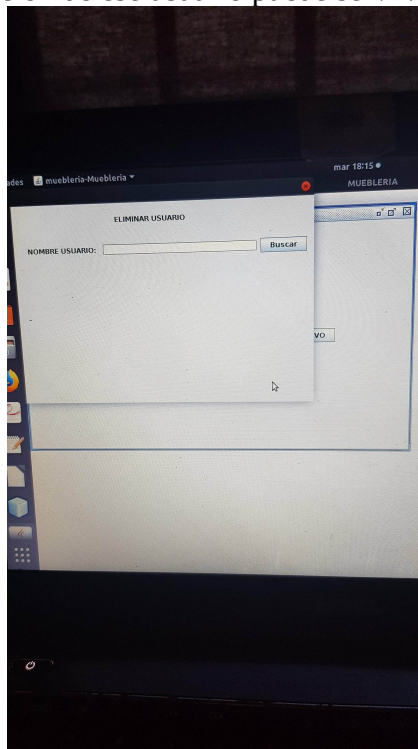 mar 18:15
ades muebleria-Muebleria
MUEBLERIA
ELIMINAR USUARIO
NOMBRE USUARIO: Buscar
VO